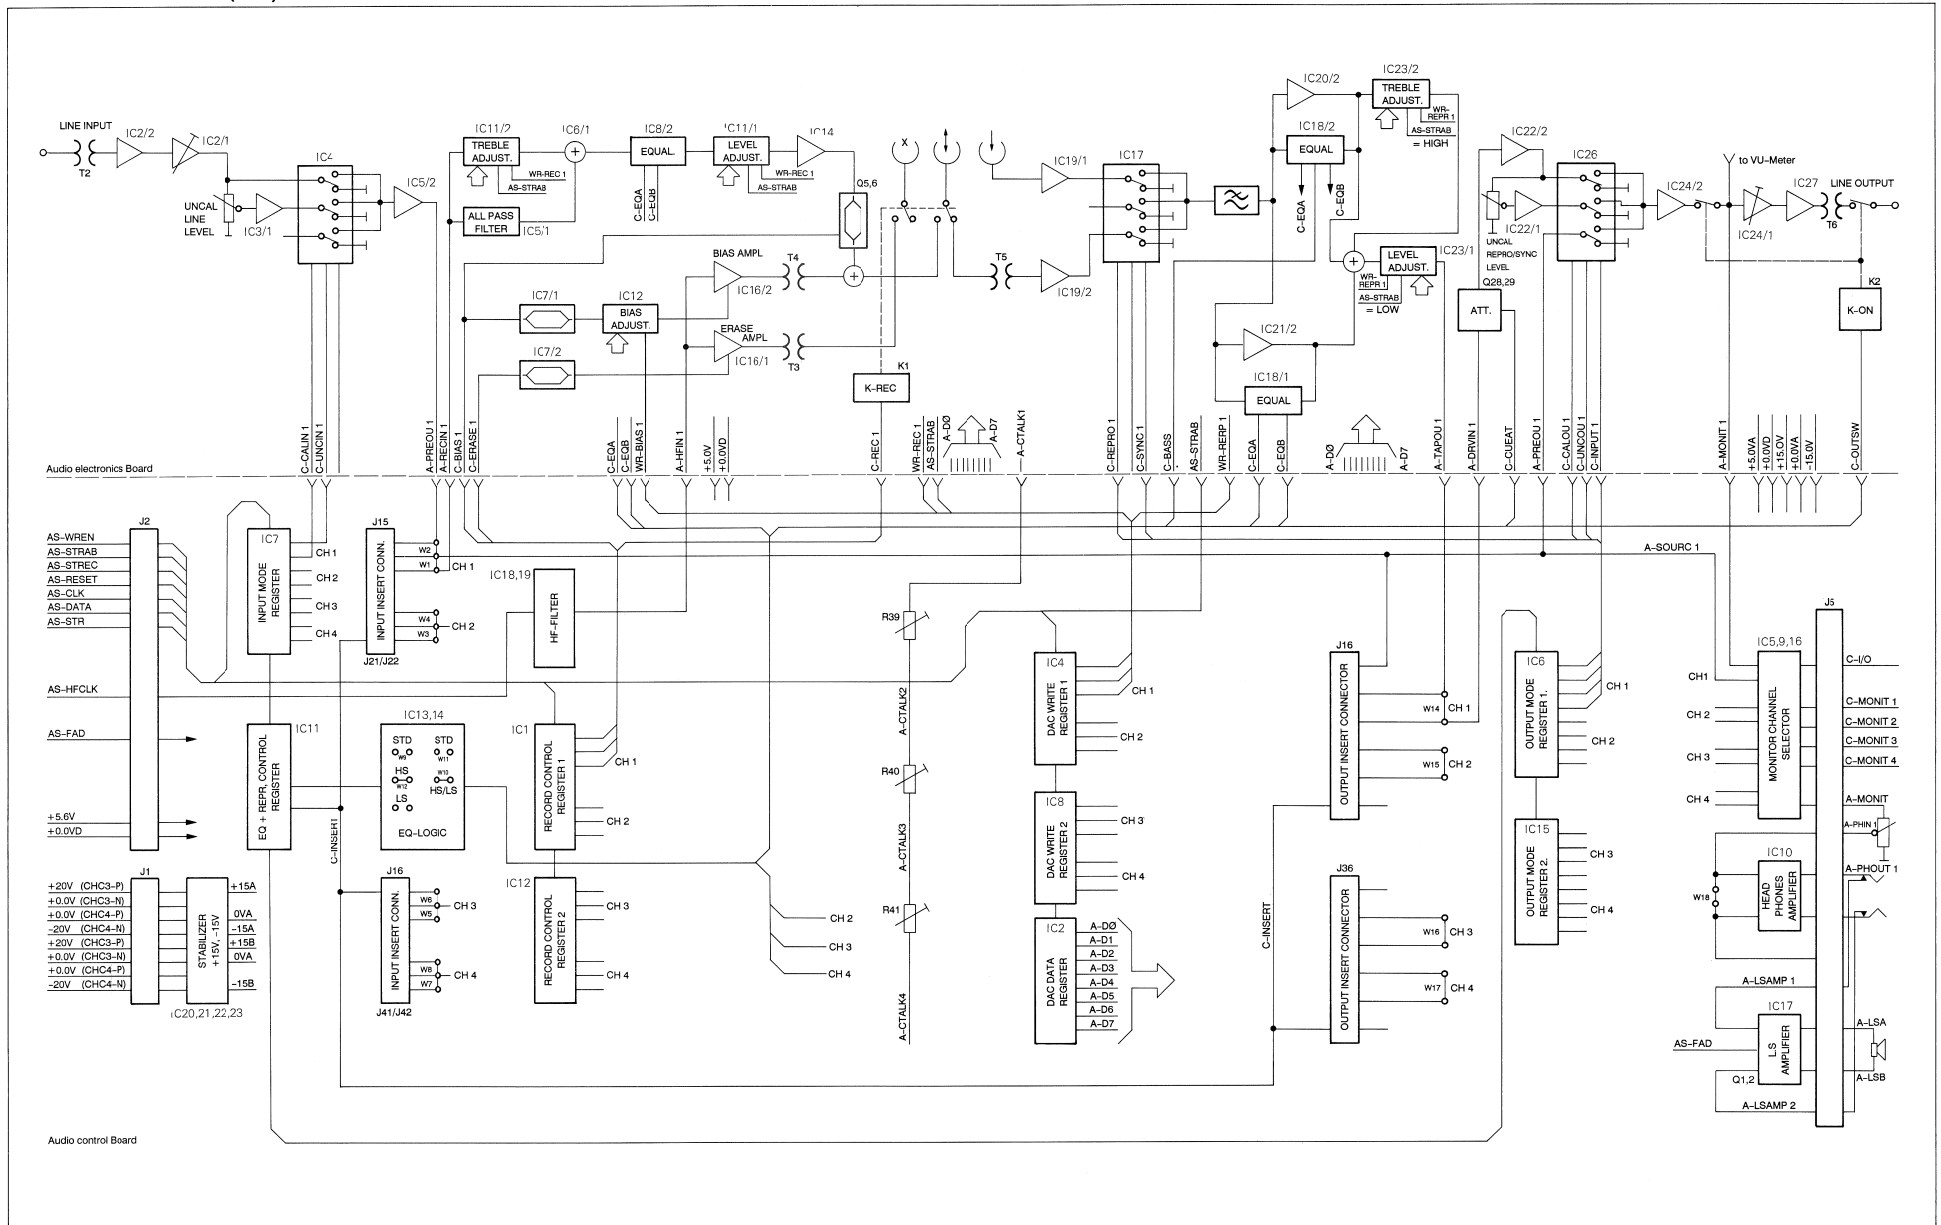 LINE INPUT
T2
IC2/2
IC2/1
UNCAL
LINE
LEVEL
IC3/1
IC4
IC5/2
IC11/2
TREBLE
ADJUST.
WR-REC 1
AS-STRAB
ALL PASS
FILTER
IC5/1
IC6/1
IC8/2
EQUAL
C-EQA
C-EQB
IC11/1
LEVEL
ADJUST.
WR-REC 1
AS-STRAB
IC14
Q5,6
X
BIAS AMPL
IC16/2
T4
IC7/1
IC12
BIAS
ADJUST.
ERASE
AMPL
IC16/1
T3
IC7/2
K1
K-REC
T5
IC19/1
IC19/2
IC17
IC20/2
IC18/2
EQUAL
C-EQA
C-EQB
IC23/2
TREBLE
ADJUST.
WR-
REPR 1
AS-STRAB
= HIGH
IC23/1
LEVEL
ADJUST.
WR-
REPR 1
AS-STRAB
= LOW
IC21/2
IC18/1
EQUAL
IC22/2
IC22/1
UNCAL
REPRO/SYNC
LEVEL
Q28,29
ATT.
IC26
IC24/2
to VU-Meter
IC24/1
IC27
LINE OUTPUT
T6
K2
K-ON
C-CALIN 1
C-UNCIN 1
A-PREOU 1
A-RECIN 1
C-BIAS 1
C-ERASE 1
C-EQA
C-EQB
WR-BIAS 1
A-HFIN 1
+5.0V
+0.0VD
C-REC 1
WR-REC 1
AS-STRAB
A-DØ
A-D7
A-CTALK1
C-REPRO 1
C-SYNC 1
C-BASS
AS-STRAB
WR-RERP 1
C-EQA
C-EQB
A-DØ
A-D7
A-TAPOU 1
A-DRVIN 1
C-CUEAT
A-PREOU 1
C-CALOU 1
C-UNCOU 1
C-INPUT 1
A-MONIT 1
+5.0VA
+0.0VD
+15.0V
+0.0VA
-15.0V
C-OUTSW
Audio electronics Board
J2
AS-WREN
AS-STRAB
AS-STREC
AS-RESET
AS-CLK
AS-DATA
AS-STR
AS-HFCLK
AS-FAD
+5.6V
+0.0VD
IC7
INPUT MODE
REGISTER
CH 1
CH 2
CH 3
CH 4
J15
INPUT INSERT CONN.
W2
W1
CH 1
W4
W3
CH 2
J21/J22
IC18,19
HF-FILTER
IC11
EQ + REPR, CONTROL
REGISTER
C-INSERT
IC13,14
STD
W9
STD
W11
HS
W12
W10
HS/LS
LS
EQ-LOGIC
IC1
RECORD CONTROL
REGISTER 1
CH 1
CH 2
IC12
RECORD CONTROL
REGISTER 2
CH 3
CH 4
J1
+20V (CHC3-P)
+0.0V (CHC3-N)
+0.0V (CHC4-P)
-20V (CHC4-N)
+20V (CHC3-P)
+0.0V (CHC3-N)
+0.0V (CHC4-P)
-20V (CHC4-N)
STABILIZER
+15V, -15V
+15A
0VA
-15A
+15B
0VA
-15B
IC20,21,22,23
J16
INPUT INSERT CONN.
W6
W5
CH 3
W8
W7
CH 4
J41/J42
CH 2
CH 3
CH 4
R39
A-CTALK2
R40
A-CTALK3
R41
A-CTALK4
IC4
DAC WRITE
REGISTER 1
CH 1
CH 2
IC8
DAC WRITE
REGISTER 2
CH 3
CH 4
IC2
DAC DATA
REGISTER
A-DØ
A-D1
A-D2
A-D3
A-D4
A-D5
A-D6
A-D7
C-INSERT
J16
OUTPUT INSERT CONNECTOR
W14
CH 1
W15
CH 2
J36
OUTPUT INSERT CONNECTOR
W16
CH 3
W17
CH 4
A-SOURC 1
IC6
OUTPUT MODE
REGISTER 1.
CH 1
CH 2
IC15
OUTPUT MODE
REGISTER 2.
CH 3
CH 4
IC5,9,16
MONITOR CHANNEL
SELECTOR
CH1
CH 2
CH 3
CH 4
J5
C-I/O
C-MONIT 1
C-MONIT 2
C-MONIT 3
C-MONIT 4
A-MONIT
A-PHIN 1
A-PHOUT 1
IC10
HEAD
PHONES
AMPLIFIER
W18
A-LSAMP 1
IC17
L.S
AMPLIFIER
AS-FAD
Q1,2
A-LSAMP 2
A-LSA
A-LSB
Audio control Board